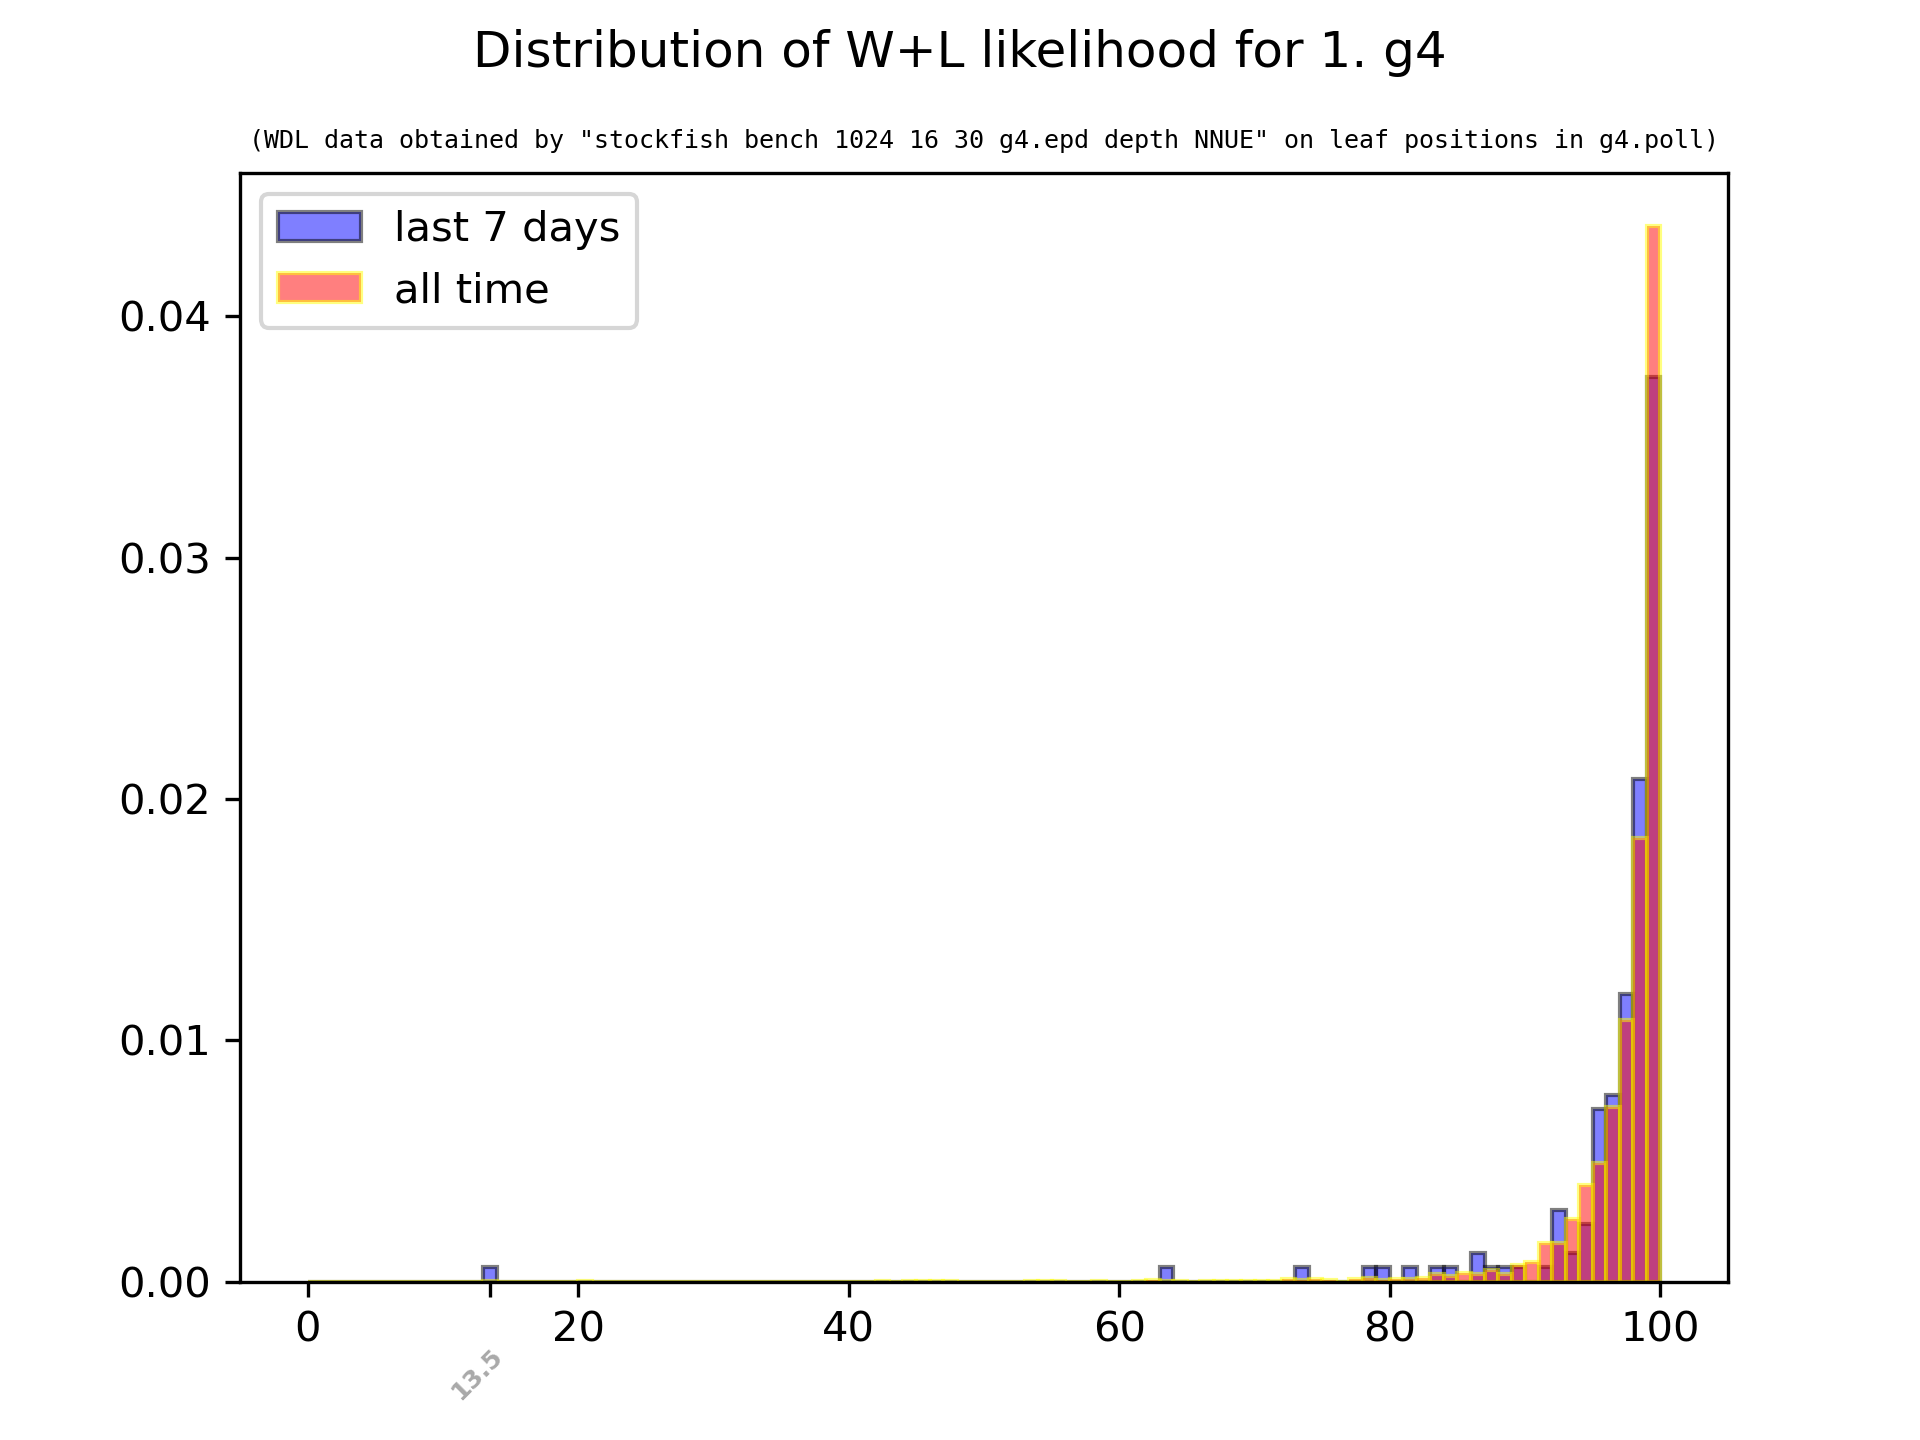 Distribution of W+L likelihood for 1. g4
(WDL data obtained by "stockfish bench 1024 16 30 g4.epd depth NNUE" on leaf positions in g4.poll)
last 7 days
all time
0.04
0.03
0.02
0.01
0.00
0 20 40 60 80 100
13.5